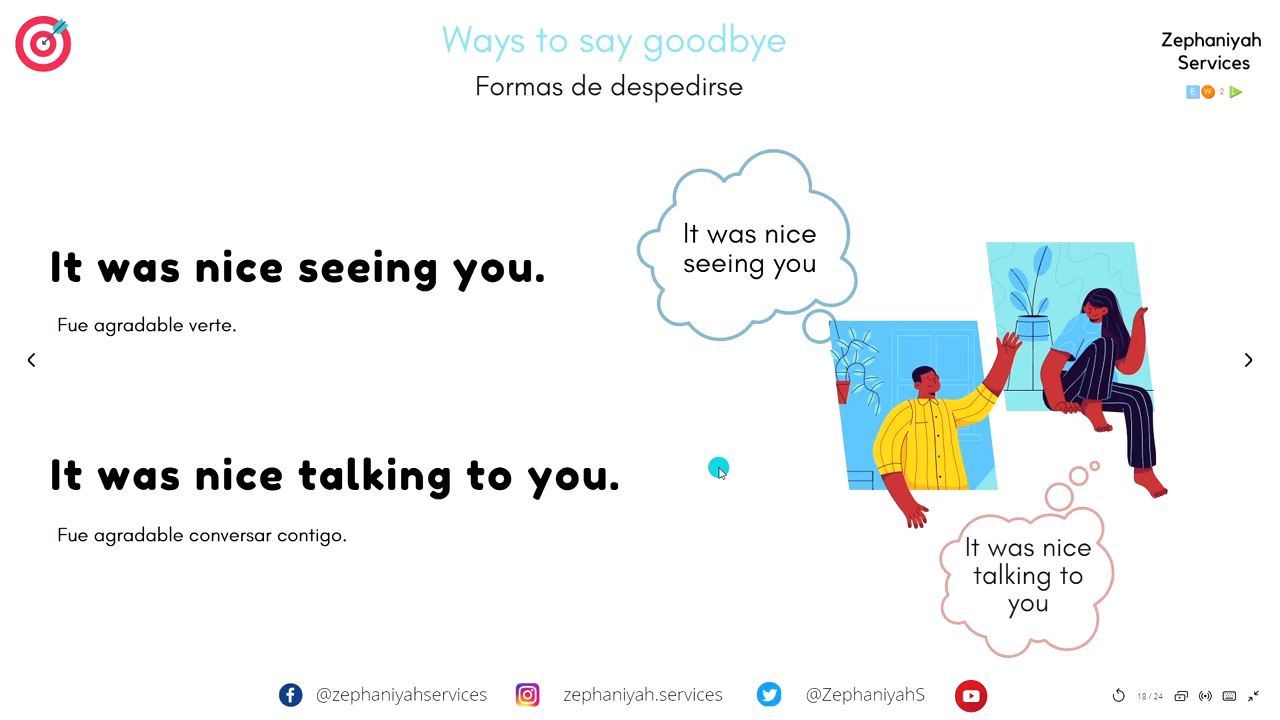 Ways to say goodbye
Formas de despedirse
Zephaniyah
Services
E W 2 L
It was nice seeing you.
Fue agradable verte.
It was nice talking to you.
Fue agradable conversar contigo.
It was nice
seeing you
It was nice
talking to
you
@zephaniyahservices
zephaniyah.services
@ZephaniyahS
18 / 24